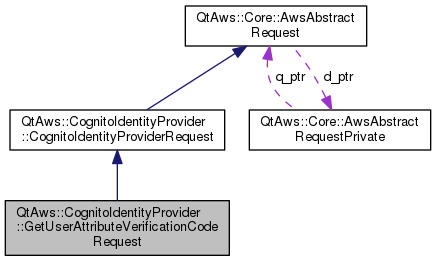 QtAws::Core::AwsAbstract
Request
q_ptr
d_ptr
QtAws::CognitoIdentityProvider
::CognitoIdentityProviderRequest
QtAws::Core::AwsAbstract
RequestPrivate
QtAws::CognitoIdentityProvider
::GetUserAttributeVerificationCode
Request